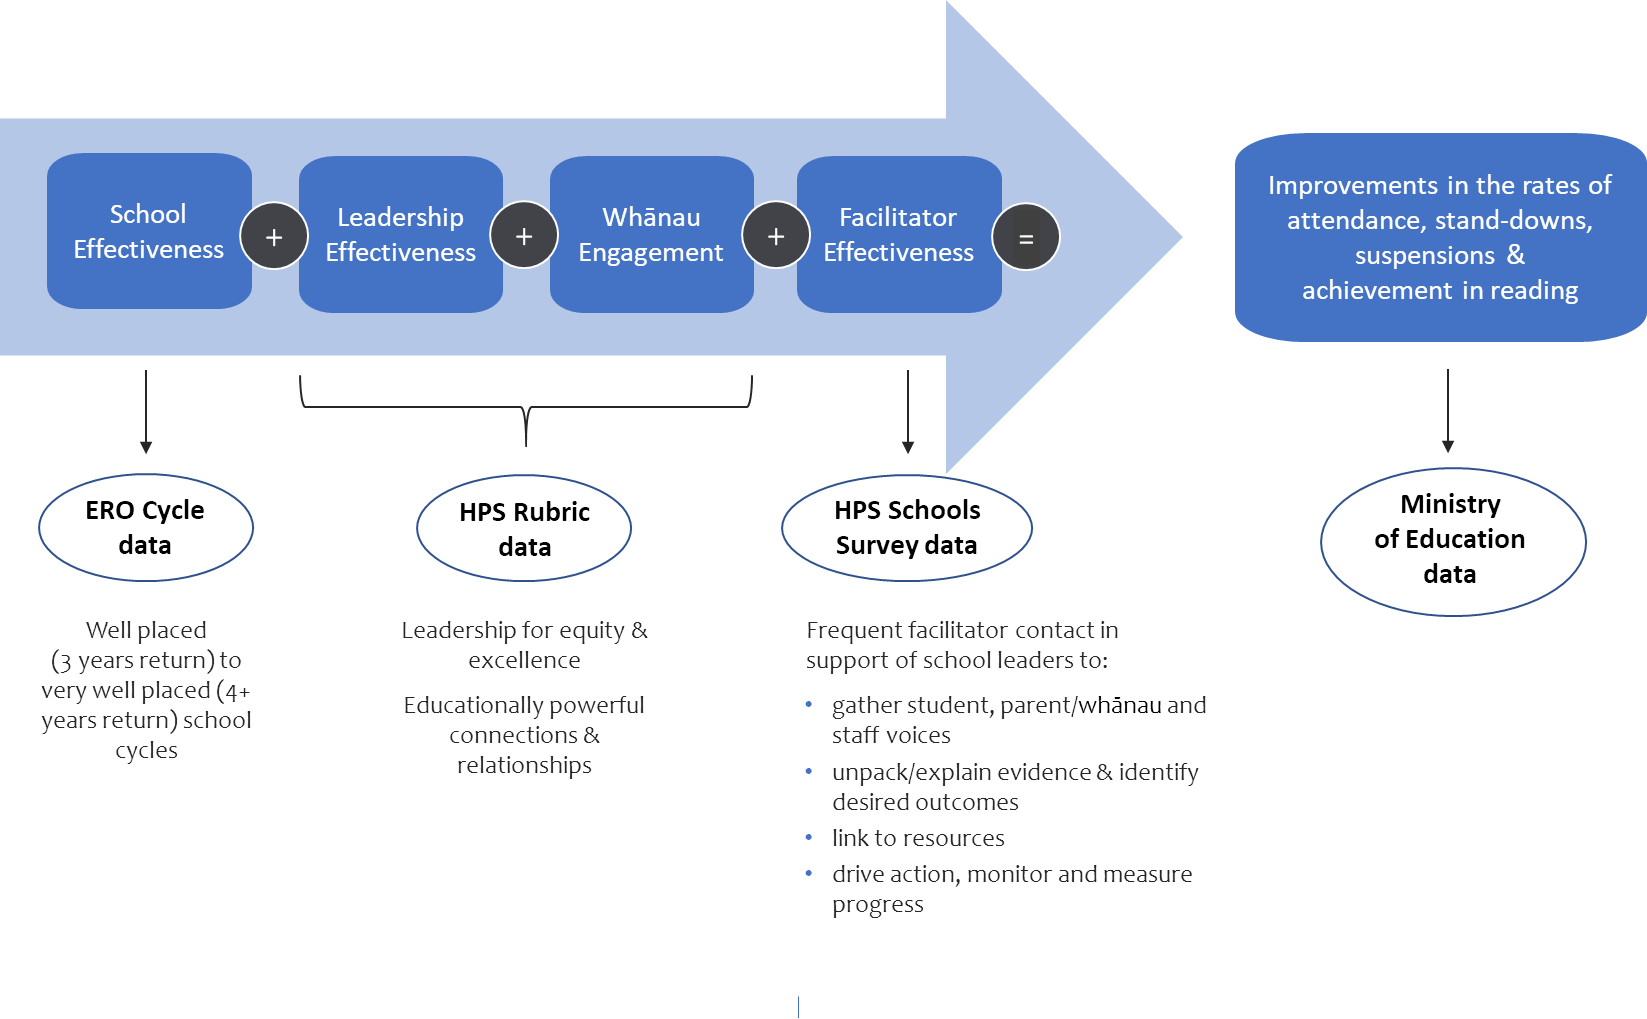 School
Effectiveness
+
Leadership
Effectiveness
+
Whānau
Engagement
+
Facilitator
Effectiveness
=
Improvements in the rates of
attendance, stand-downs,
suspensions &
achievement in reading
ERO Cycle
data
HPS Rubric
data
HPS Schools
Survey data
Ministry
of Education
data
Well placed
(3 years return) to
very well placed (4+
years return) school
cycles
Leadership for equity &
excellence
Educationally powerful
connections &
relationships
Frequent facilitator contact in
support of school leaders to:
• gather student, parent/whānau and
staff voices
• unpack/explain evidence & identify
desired outcomes
• link to resources
• drive action, monitor and measure
progress